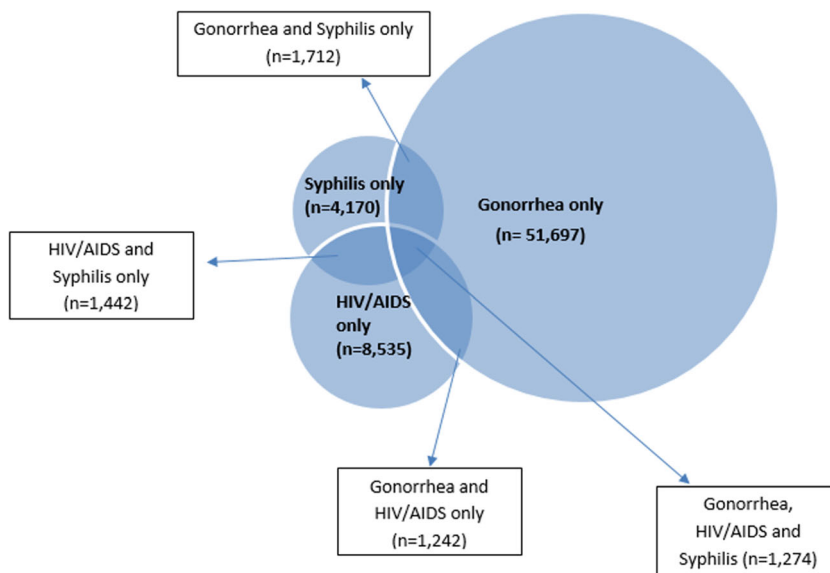 Gonorrhea and Syphilis only
(n=1,712)
Syphilis only
(n=4,170)
Gonorrhea only
(n= 51,697)
HIV/AIDS and
Syphilis only
(n=1,442)
HIV/AIDS
only
(n=8,535)
Gonorrhea and
HIV/AIDS only
(n=1,242)
Gonorrhea,
HIV/AIDS and
Syphilis (n=1,274)